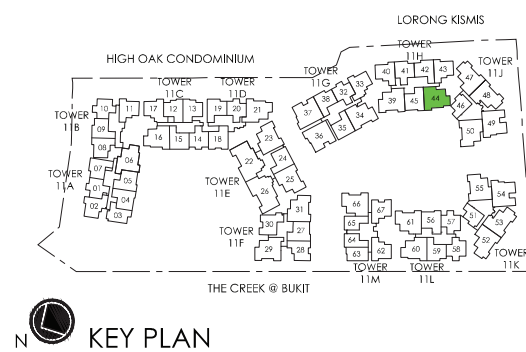 LORONG KISMIS
HIGH OAK CONDOMINIUM
TOWER
11H
TOWER
11J
TOWER
11G
TOWER
11C
TOWER
11D
TOWER
11B
40 41 42 43
47
48
33
32
38
37
39 45 44
46
34
35
36
50 49
10 11
17 12 13
19 20 21
09
08
16 15 14 18
23
22
24
25
26
06
07
05
01
04
02
03
TOWER
11A
TOWER
11E
TOWER
11F
31
30
27
29
28
66
67
65
64
63 62
61 56 57
60 59 58
55
54
51
53
52
TOWER
11M
TOWER
11L
TOWER
11K
THE CREEK @ BUKIT
N
KEY PLAN